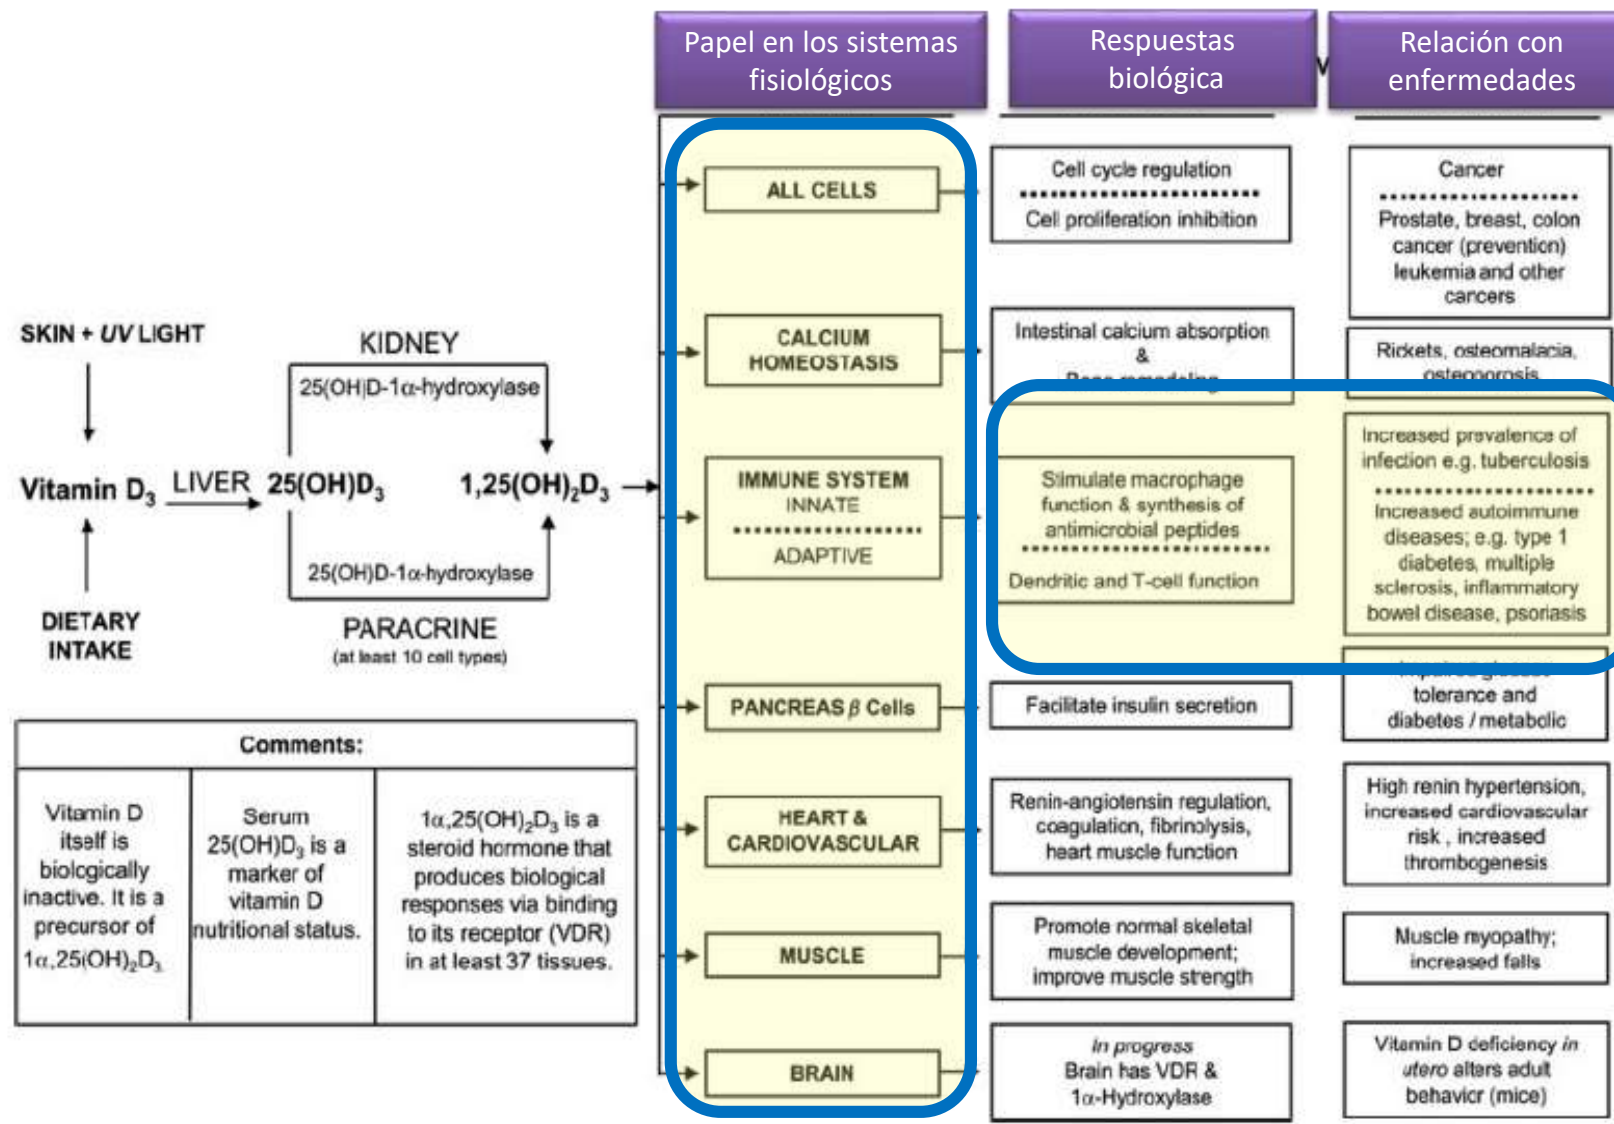 Papel en los sistemas
fisiológicos
Respuestas
biológica
V
Relación con
enfermedades
SKIN + UV LIGHT
Vitamin D3
DIETARY
INTAKE
LIVER
25(OH)D3
KIDNEY
25(OH)D-1α-hydroxylase
1,25(OH)2D3
25(OH)D-1α-hydroxylase
PARACRINE
(at least 10 cell types)
ALL CELLS
Cell cycle regulation
Cell proliferation inhibition
Cancer
Prostate, breast, colon
cancer (prevention)
leukemia and other
cancers
CALCIUM
HOMEOSTASIS
Intestinal calcium absorption
&
Bone remodeling
Rickets, osteomalacia,
osteoporosis
IMMUNE SYSTEM
INNATE
ADAPTIVE
Stimulate macrophage
function & synthesis of
antimicrobial peptides
Dendritic and T-cell function
Increased prevalence of
infection e.g. tuberculosis
Increased autoimmune
diseases; e.g. type 1
diabetes, multiple
sclerosis, inflammatory
bowel disease, psoriasis
PANCREAS β Cells
Facilitate insulin secretion
tolerance and
diabetes / metabolic
HEART &
CARDIOVASCULAR
Renin-angiotensin regulation,
coagulation, fibrinolysis,
heart muscle function
High renin hypertension,
increased cardiovascular
risk , increased
thrombogenesis
MUSCLE
Promote normal skeletal
muscle development;
improve muscle strength
Muscle myopathy;
increased falls
BRAIN
In progress
Brain has VDR &
1α-Hydroxylase
Vitamin D deficiency in
utero alters adult
behavior (mice)
Comments:
Vitamin D
itself is
biologically
inactive. It is a
precursor of
1α,25(OH)2D3.
Serum
25(OH)D3 is a
marker of
vitamin D
nutritional status.
1α,25(OH)2D3 is a
steroid hormone that
produces biological
responses via binding
to its receptor (VDR)
in at least 37 tissues.